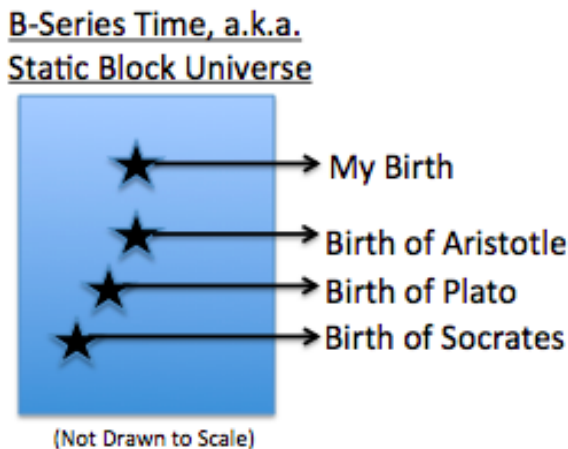 B-Series Time, a.k.a.
Static Block Universe
My Birth
Birth of Aristotle
Birth of Plato
Birth of Socrates
(Not Drawn to Scale)